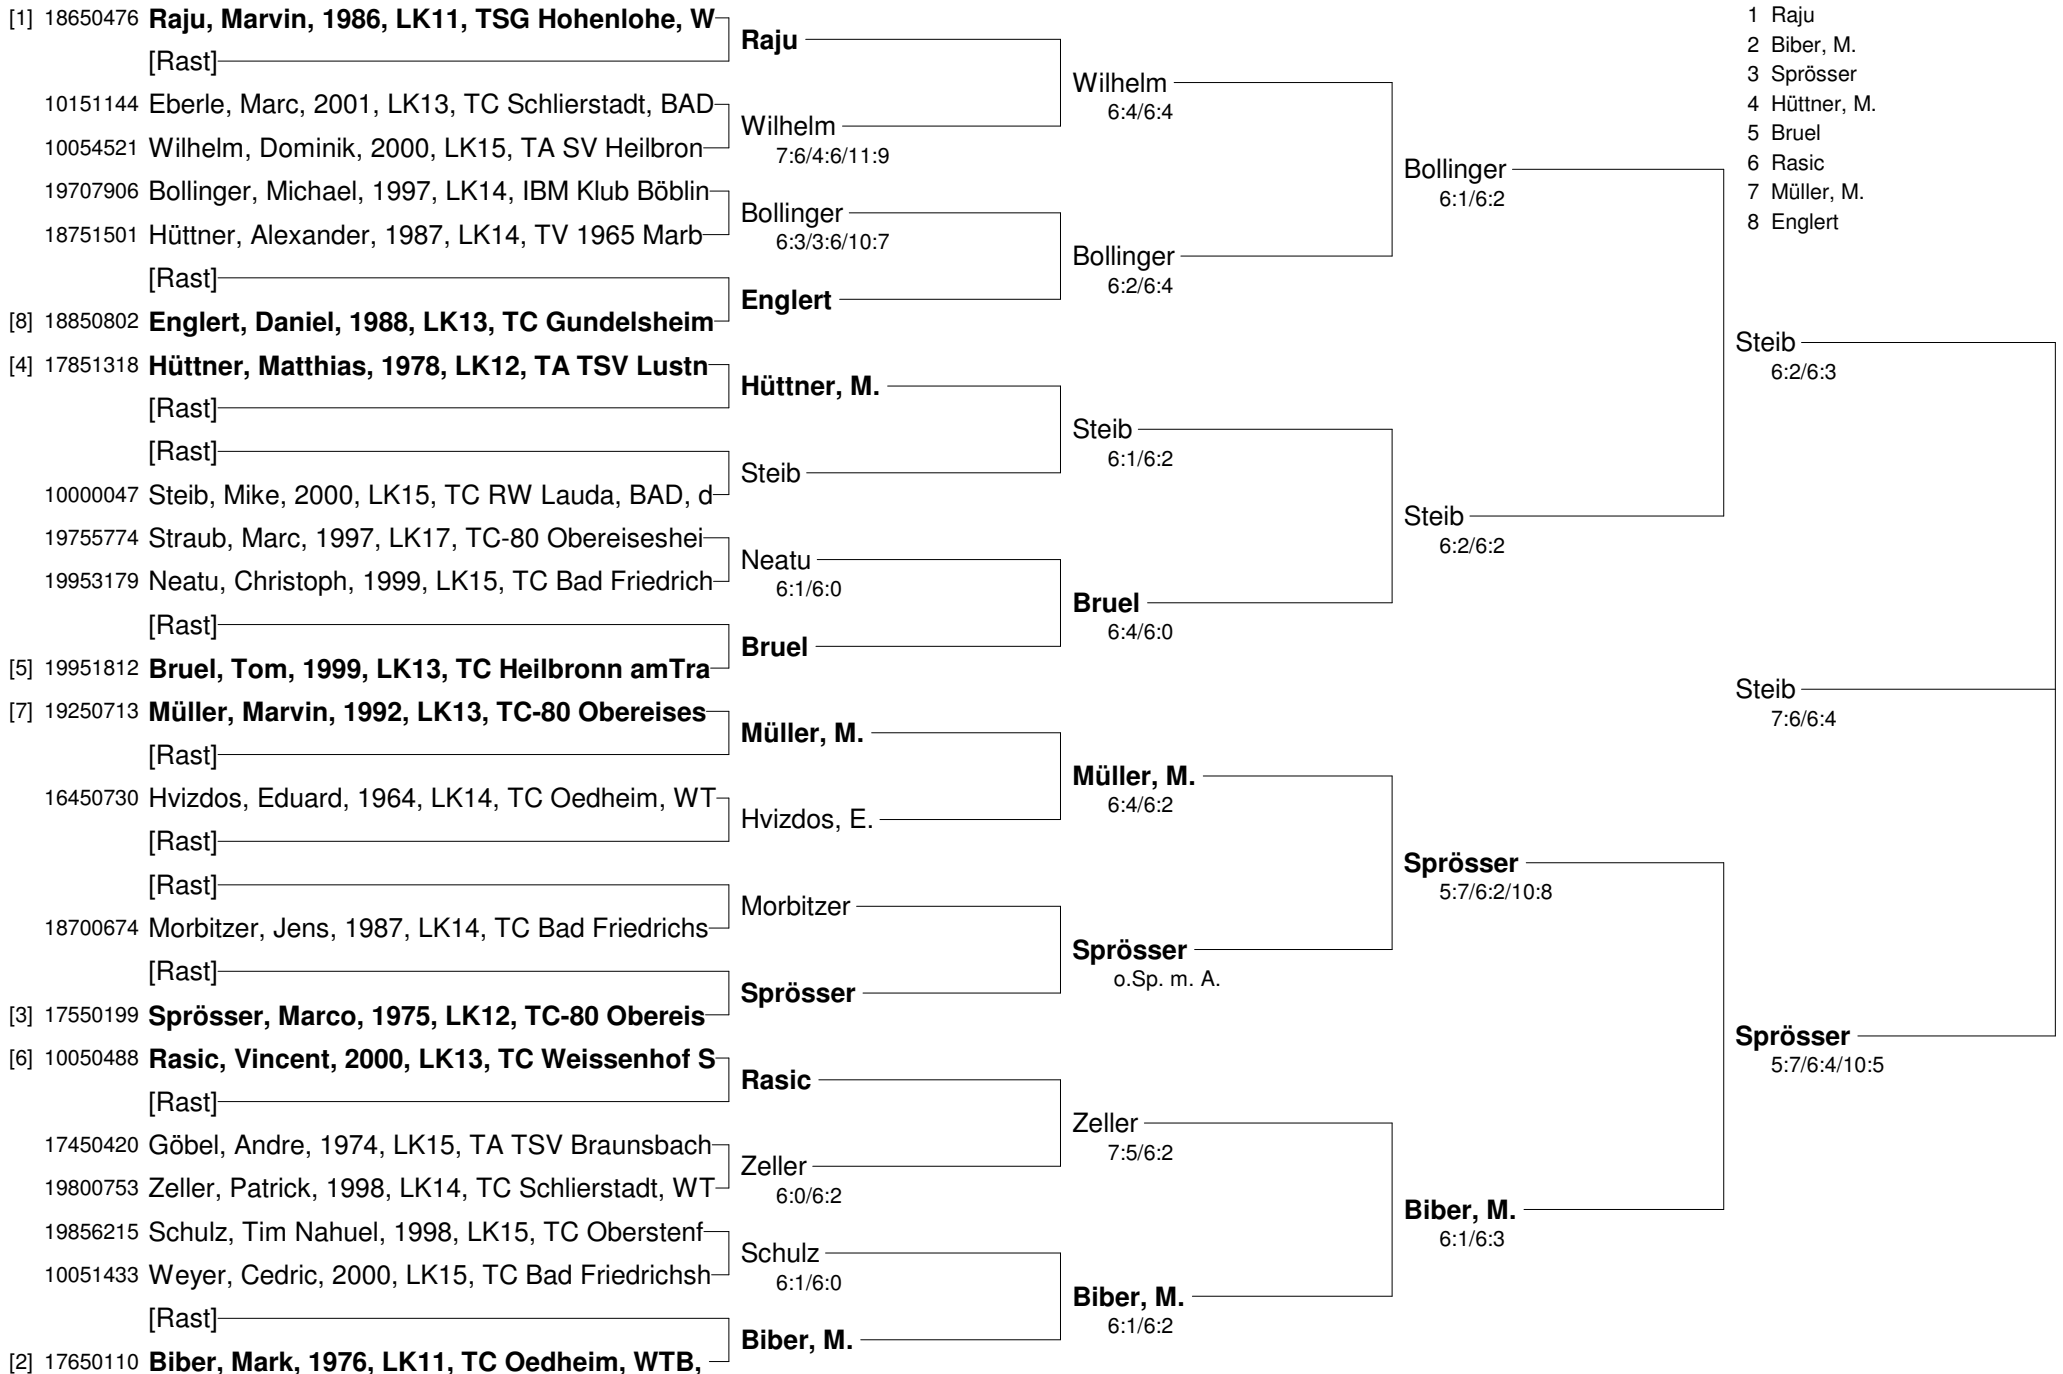 [1] 18650476 Raju, Marvin, 1986, LK11, TSG Hohenlohe, W
[Rast]
10151144 Eberle, Marc, 2001, LK13, TC Schlierstadt, BAD
10054521 Wilhelm, Dominik, 2000, LK15, TA SV Heilbron
19707906 Bollinger, Michael, 1997, LK14, IBM Klub Böblin
18751501 Hüttner, Alexander, 1987, LK14, TV 1965 Marb
[Rast]
[8] 18850802 Englert, Daniel, 1988, LK13, TC Gundelsheim
[4] 17851318 Hüttner, Matthias, 1978, LK12, TA TSV Lustn
[Rast]
[Rast]
10000047 Steib, Mike, 2000, LK15, TC RW Lauda, BAD, d
19755774 Straub, Marc, 1997, LK17, TC-80 Obereiseshei
19953179 Neatu, Christoph, 1999, LK15, TC Bad Friedrich
[Rast]
[5] 19951812 Bruel, Tom, 1999, LK13, TC Heilbronn amTra
[7] 19250713 Müller, Marvin, 1992, LK13, TC-80 Obereises
[Rast]
16450730 Hvizdos, Eduard, 1964, LK14, TC Oedheim, WT
[Rast]
[Rast]
18700674 Morbitzer, Jens, 1987, LK14, TC Bad Friedrichs
[Rast]
[3] 17550199 Sprösser, Marco, 1975, LK12, TC-80 Obereis
[6] 10050488 Rasic, Vincent, 2000, LK13, TC Weissenhof S
[Rast]
17450420 Göbel, Andre, 1974, LK15, TA TSV Braunsbach
19800753 Zeller, Patrick, 1998, LK14, TC Schlierstadt, WT
19856215 Schulz, Tim Nahuel, 1998, LK15, TC Oberstenf
10051433 Weyer, Cedric, 2000, LK15, TC Bad Friedrichsh
[Rast]
[2] 17650110 Biber, Mark, 1976, LK11, TC Oedheim, WTB,
Raju
Wilhelm
7:6/4:6/11:9
Bollinger
6:3/3:6/10:7
Englert
Hüttner, M.
Steib
Neatu
6:1/6:0
Bruel
Müller, M.
Hvizdos, E.
Morbitzer
Sprösser
Rasic
Zeller
6:0/6:2
Schulz
6:1/6:0
Biber, M.
Wilhelm
6:4/6:4
Bollinger
6:2/6:4
Steib
6:1/6:2
Bruel
6:4/6:0
Müller, M.
6:4/6:2
Sprösser
o.Sp. m. A.
Zeller
7:5/6:2
Biber, M.
6:1/6:2
Bollinger
6:1/6:2
Steib
6:2/6:2
Sprösser
5:7/6:2/10:8
Biber, M.
6:1/6:3
Steib
6:2/6:3
Steib
7:6/6:4
Sprösser
5:7/6:4/10:5
1 Raju
2 Biber, M.
3 Sprösser
4 Hüttner, M.
5 Bruel
6 Rasic
7 Müller, M.
8 Englert